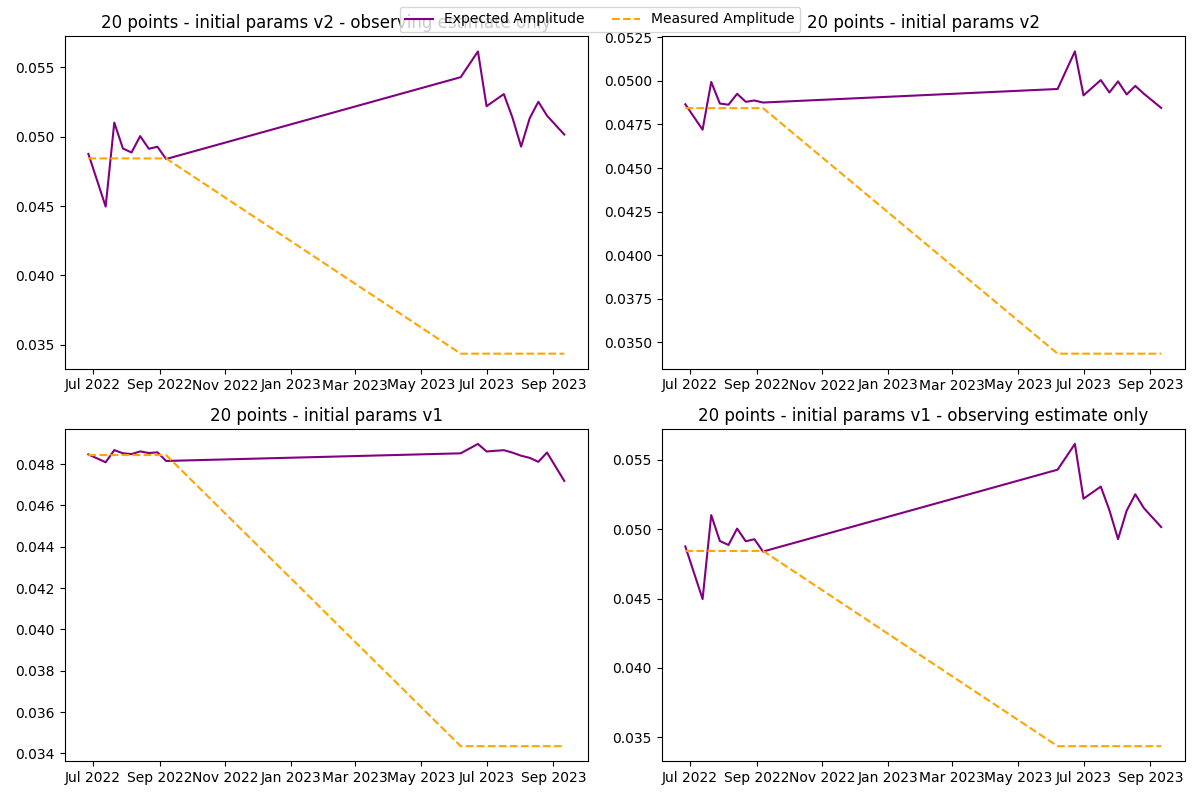 Expected Amplitude Measured Amplitude
20 points - initial params v2 - observing estimate only
0.055
0.050
0.045
0.040
0.035
Jul 2022 Sep 2022 Nov 2022 Jan 2023 Mar 2023 May 2023 Jul 2023 Sep 2023
20 points - initial params v2
0.0525
0.0500
0.0475
0.0450
0.0425
0.0400
0.0375
0.0350
Jul 2022 Sep 2022 Nov 2022 Jan 2023 Mar 2023 May 2023 Jul 2023 Sep 2023
20 points - initial params v1
0.048
0.046
0.044
0.042
0.040
0.038
0.036
0.034
Jul 2022 Sep 2022 Nov 2022 Jan 2023 Mar 2023 May 2023 Jul 2023 Sep 2023
20 points - initial params v1 - observing estimate only
0.055
0.050
0.045
0.040
0.035
Jul 2022 Sep 2022 Nov 2022 Jan 2023 Mar 2023 May 2023 Jul 2023 Sep 2023